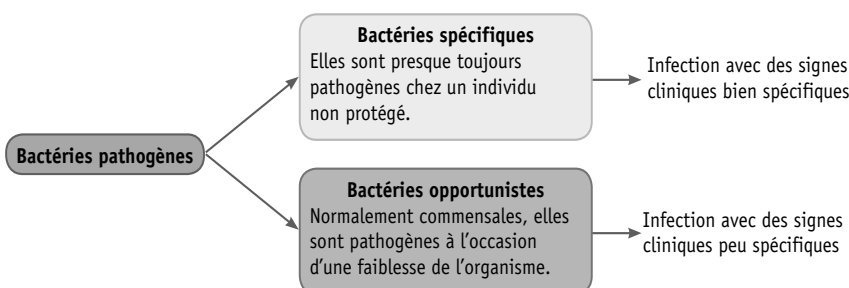 Bactéries spécifiques
Elles sont presque toujours
pathogènes chez un individu
non protégé.
Infection avec des signes
cliniques bien spécifiques
Bactéries pathogènes
Bactéries opportunistes
Normalement commensales, elles
sont pathogènes à l'occasion
d'une faiblesse de l'organisme.
Infection avec des signes
cliniques peu spécifiques